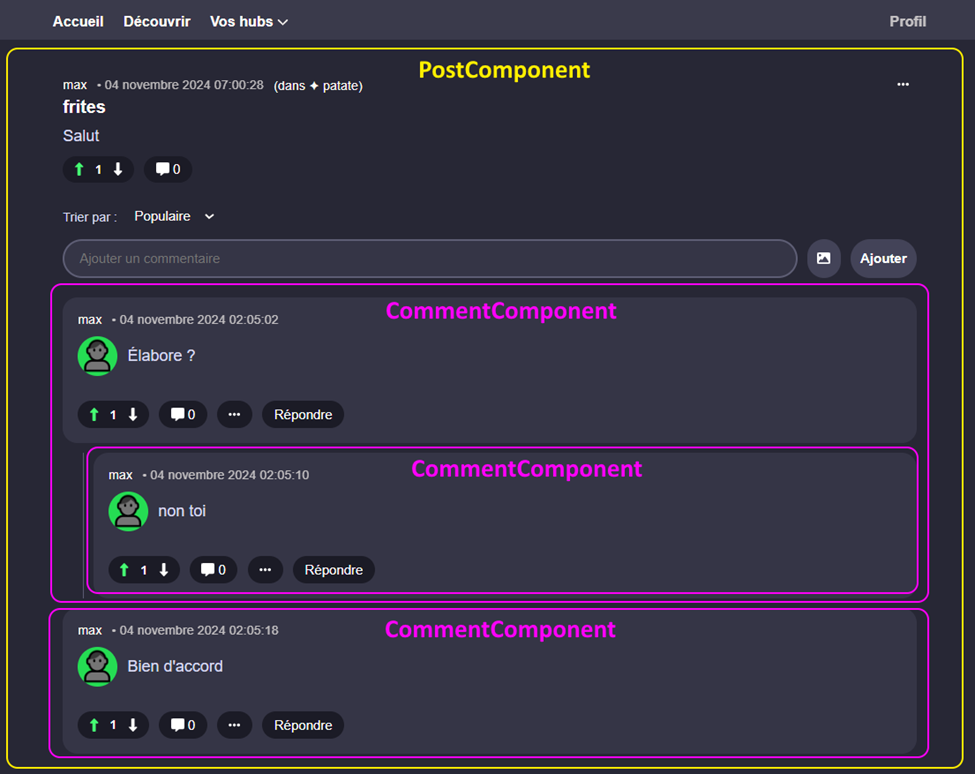 Accueil Découvrir Vos hubs Profil
PostComponent
max • 04 novembre 2024 07:00:28 (dans ✦ patate) •••
frites
Salut
1 0
Trier par : Populaire
Ajouter un commentaire Ajouter
CommentComponent
max • 04 novembre 2024 02:05:02
Élabore ?
1 0 ••• Répondre
CommentComponent
max • 04 novembre 2024 02:05:10
non toi
1 0 ••• Répondre
CommentComponent
max • 04 novembre 2024 02:05:18
Bien d'accord
1 0 ••• Répondre